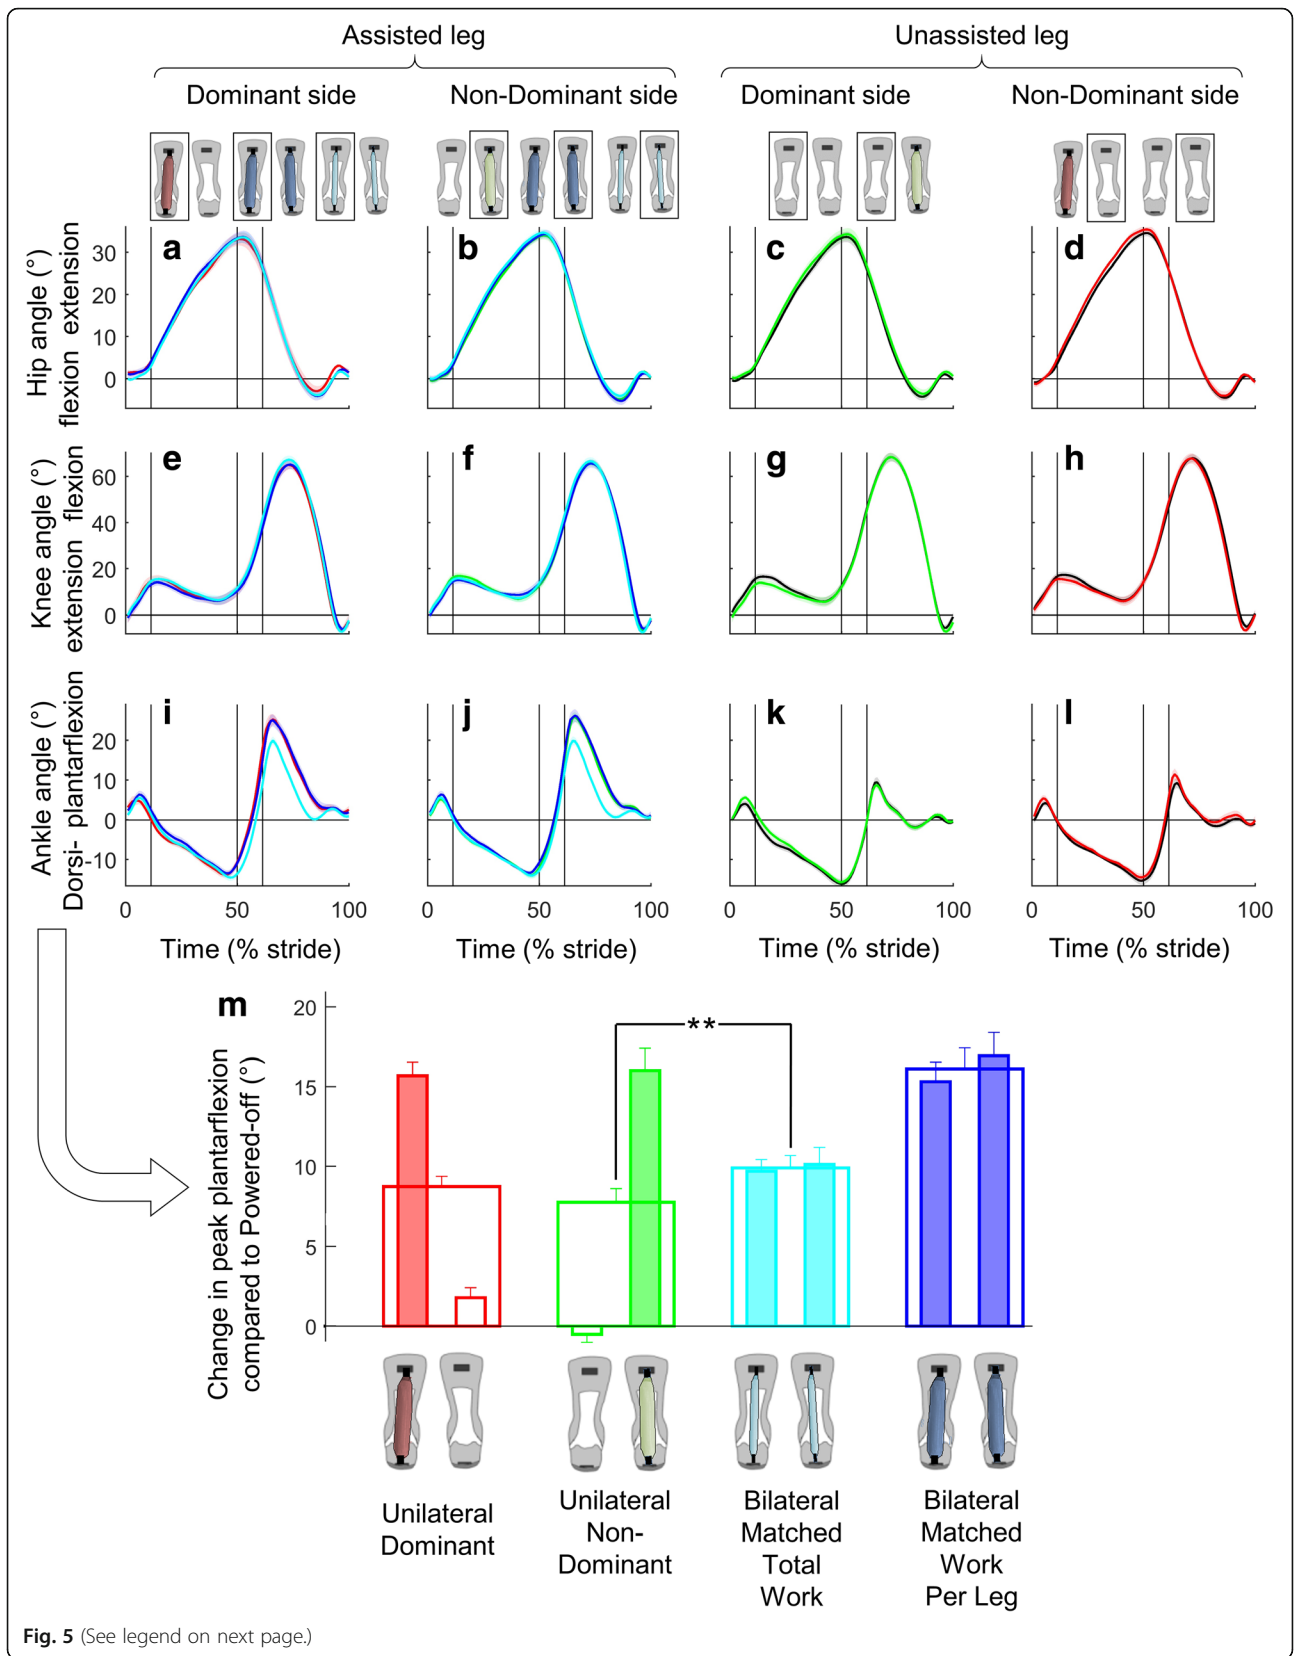 Assisted leg
Unassisted leg
Dominant side
Non-Dominant side
Dominant side
Non-Dominant side
Hip angle (°)
flexion extension
30
20
10
0
a
b
c
d
Knee angle (°)
extension flexion
60
40
20
0
e
f
g
h
Ankle angle (°)
Dorsi- plantarflexion
20
10
0
-10
i
j
k
l
0
50
100
0
50
100
0
50
100
0
50
100
Time (% stride)
Time (% stride)
Time (% stride)
Time (% stride)
m
Change in peak plantarflexion
compared to Powered-off (°)
20
15
10
5
0
**
Unilateral
Dominant
Unilateral
Non-
Dominant
Bilateral
Matched
Total
Work
Bilateral
Matched
Work
Per Leg
Fig. 5 (See legend on next page.)